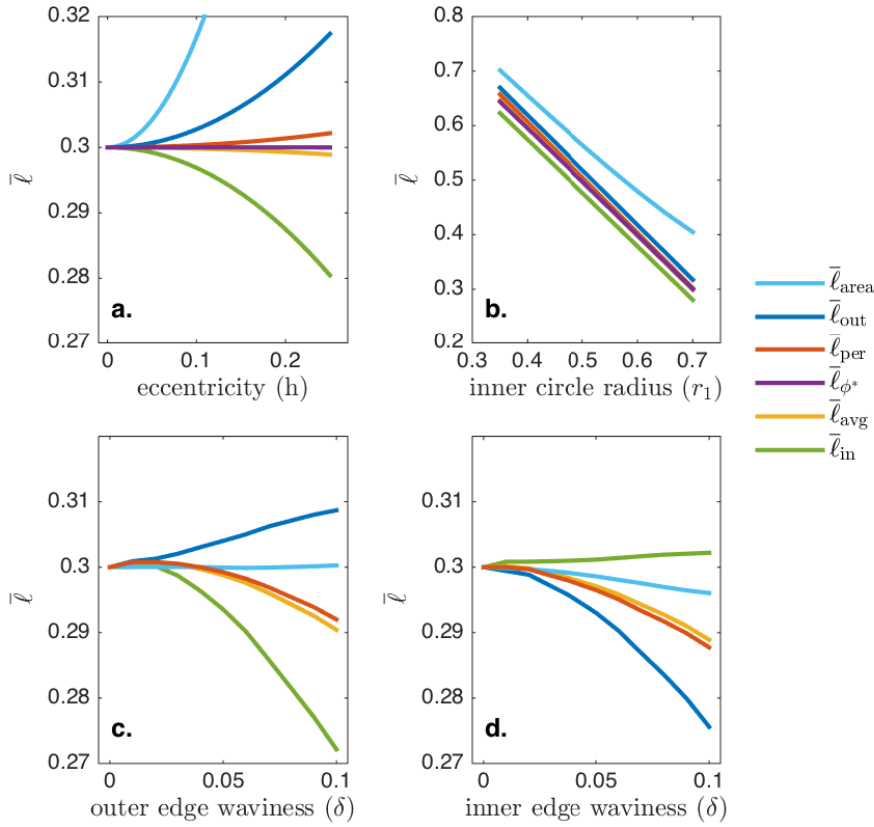 0.32
0.31
0.3
0.29
0.28
0.27
ℓ̅
a.
0
0.1
0.2
eccentricity (h)
0.8
0.7
0.6
0.5
0.4
0.3
0.2
ℓ̅
b.
0.3
0.4
0.5
0.6
0.7
inner circle radius (r₁)
ℓ̅area
ℓ̅out
ℓ̅per
ℓ̅ϕ*
ℓ̅avg
ℓ̅in
0.31
0.3
0.29
0.28
0.27
ℓ̅
c.
0
0.05
0.1
outer edge waviness (δ)
0.31
0.3
0.29
0.28
0.27
ℓ̅
d.
0
0.05
0.1
inner edge waviness (δ)